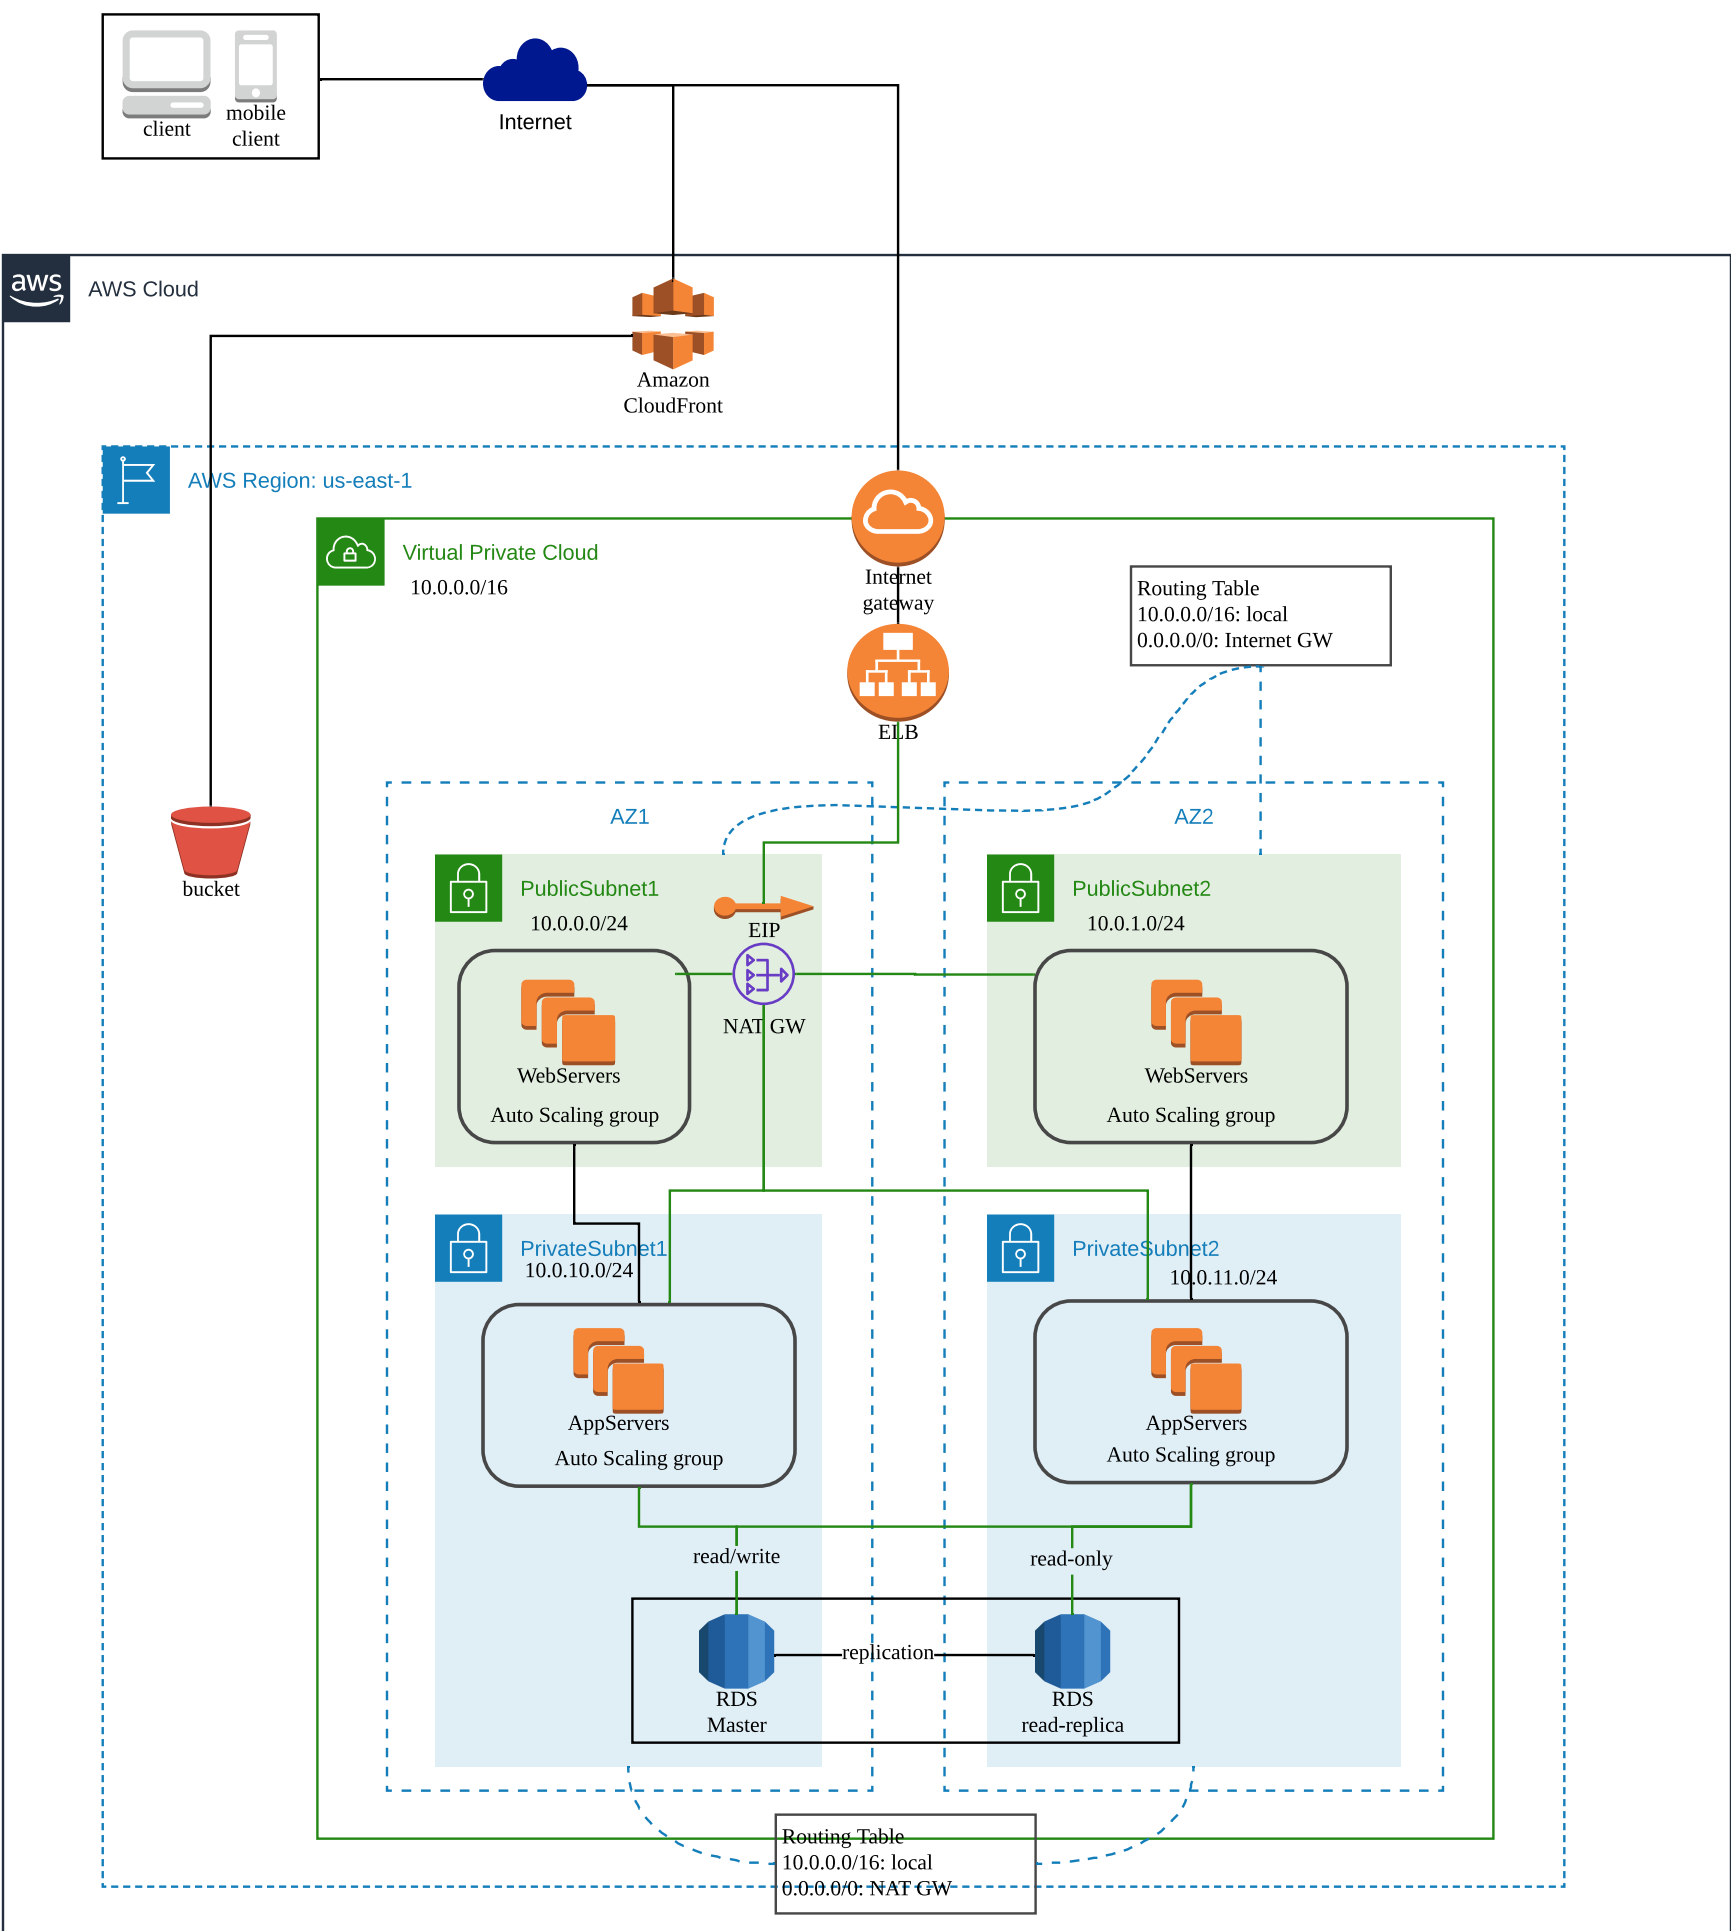 client
mobile
client
Internet
aws
AWS Cloud
Amazon
CloudFront
AWS Region: us-east-1
Virtual Private Cloud
10.0.0.0/16
Internet
gateway
Routing Table
10.0.0.0/16: local
0.0.0.0/0: Internet GW
ELB
AZ1
AZ2
bucket
PublicSubnet1
10.0.0.0/24
EIP
NAT GW
WebServers
Auto Scaling group
PublicSubnet2
10.0.1.0/24
WebServers
Auto Scaling group
PrivateSubnet1
10.0.10.0/24
AppServers
Auto Scaling group
PrivateSubnet2
10.0.11.0/24
AppServers
Auto Scaling group
read/write
read-only
replication
RDS
Master
RDS
read-replica
Routing Table
10.0.0.0/16: local
0.0.0.0/0: NAT GW